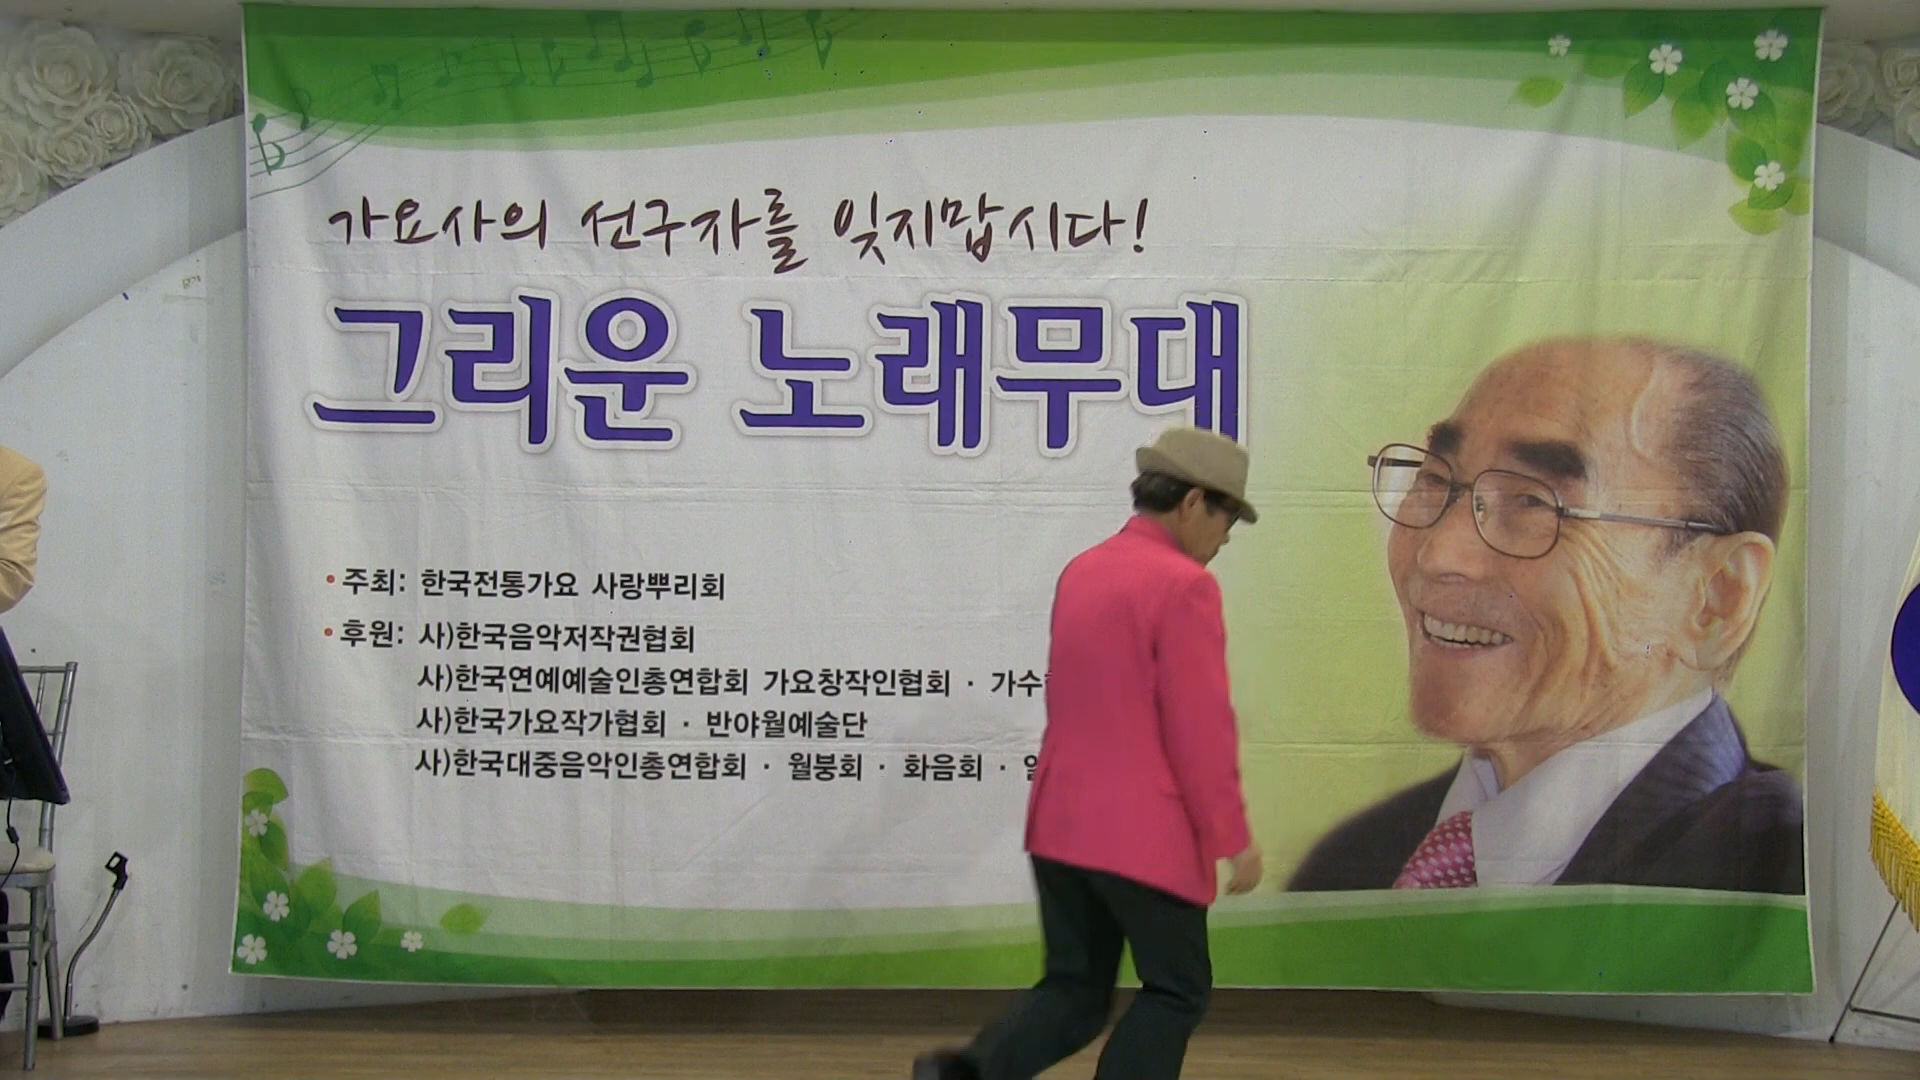 가요사의 선구자를 잊지맙시다!
그리운 노래무대
• 주최: 한국전통가요 사랑뿌리회
• 후원: 사)한국음악저작권협회
사)한국연예예술인총연합회 가요창작인협회 · 가수
사)한국가요작가협회 · 반야월예술단
사)한국대중음악인총연합회 · 월붕회 · 화음회 ·